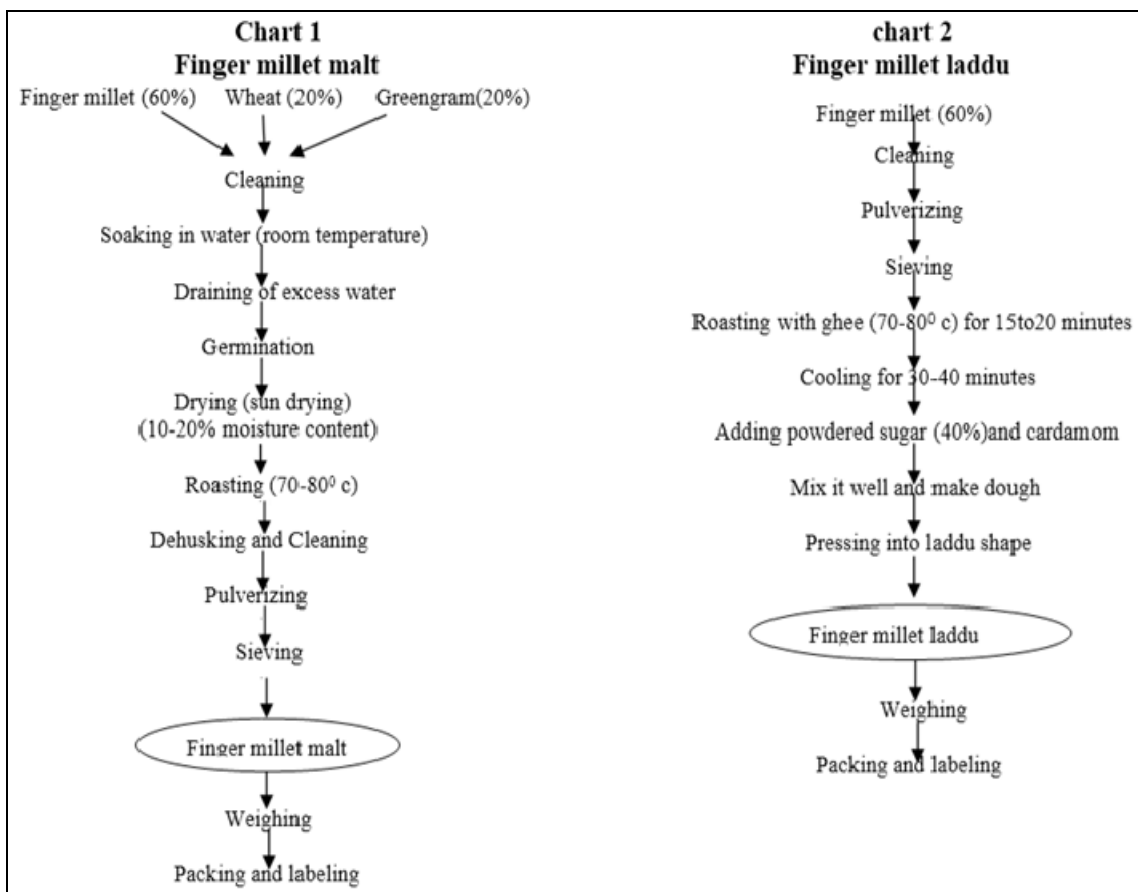 Chart 1
Finger millet malt
Finger millet (60%) Wheat (20%) Greengram(20%)
Cleaning
Soaking in water (room temperature)
Draining of excess water
Germination
Drying (sun drying)
(10-20% moisture content)
Roasting (70-80⁰ c)
Dehusking and Cleaning
Pulverizing
Sieving
Finger millet malt
Weighing
Packing and labeling
chart 2
Finger millet laddu
Finger millet (60%)
Cleaning
Pulverizing
Sieving
Roasting with ghee (70-80⁰ c) for 15to20 minutes
Cooling for 30-40 minutes
Adding powdered sugar (40%)and cardamom
Mix it well and make dough
Pressing into laddu shape
Finger millet laddu
Weighing
Packing and labeling